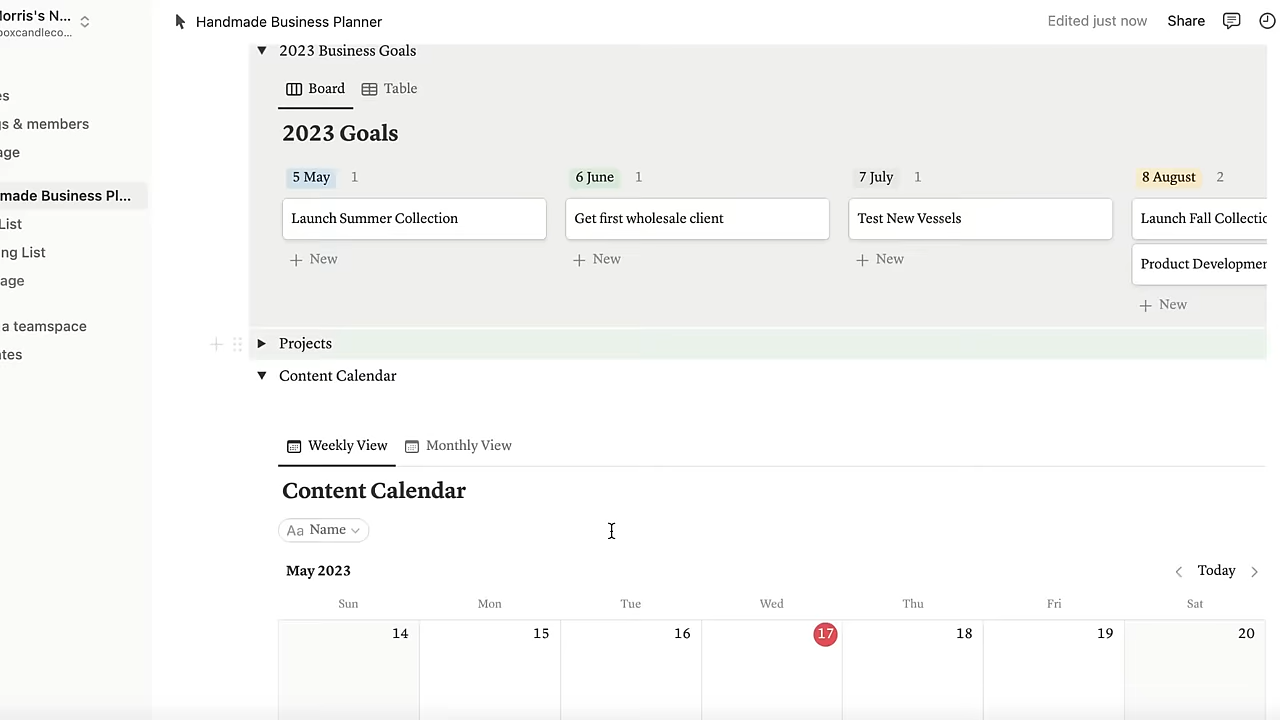 orris's N...
oxcandleco...
Handmade Business Planner
Edited just now
Share
es
gs & members
age
made Business Pl...
List
ng List
age
a teamspace
ates
2023 Business Goals
Board
Table
2023 Goals
5 May 1
6 June 1
7 July 1
8 August 2
Launch Summer Collection
Get first wholesale client
Test New Vessels
Launch Fall Collectio
Product Developmen
+ New
+ New
+ New
+ New
Projects
Content Calendar
Weekly View
Monthly View
Content Calendar
Aa Name
May 2023
Today
Sun Mon Tue Wed Thu Fri Sat
14 15 16 17 18 19 20